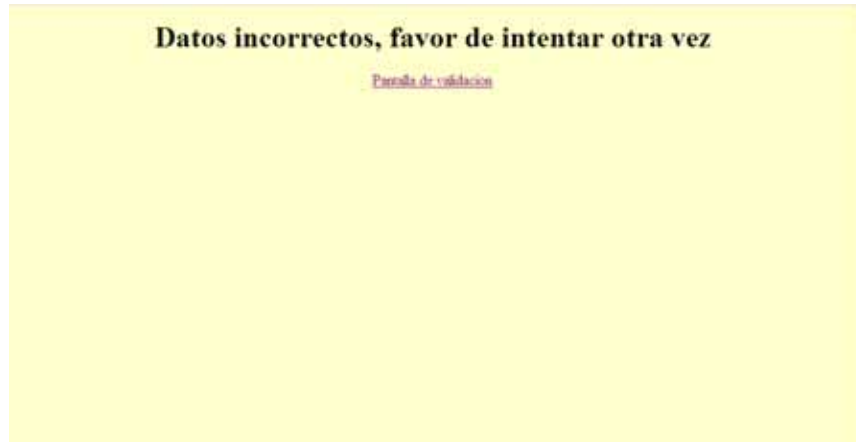 Datos incorrectos, favor de intentar otra vez
Pantalla de validacion